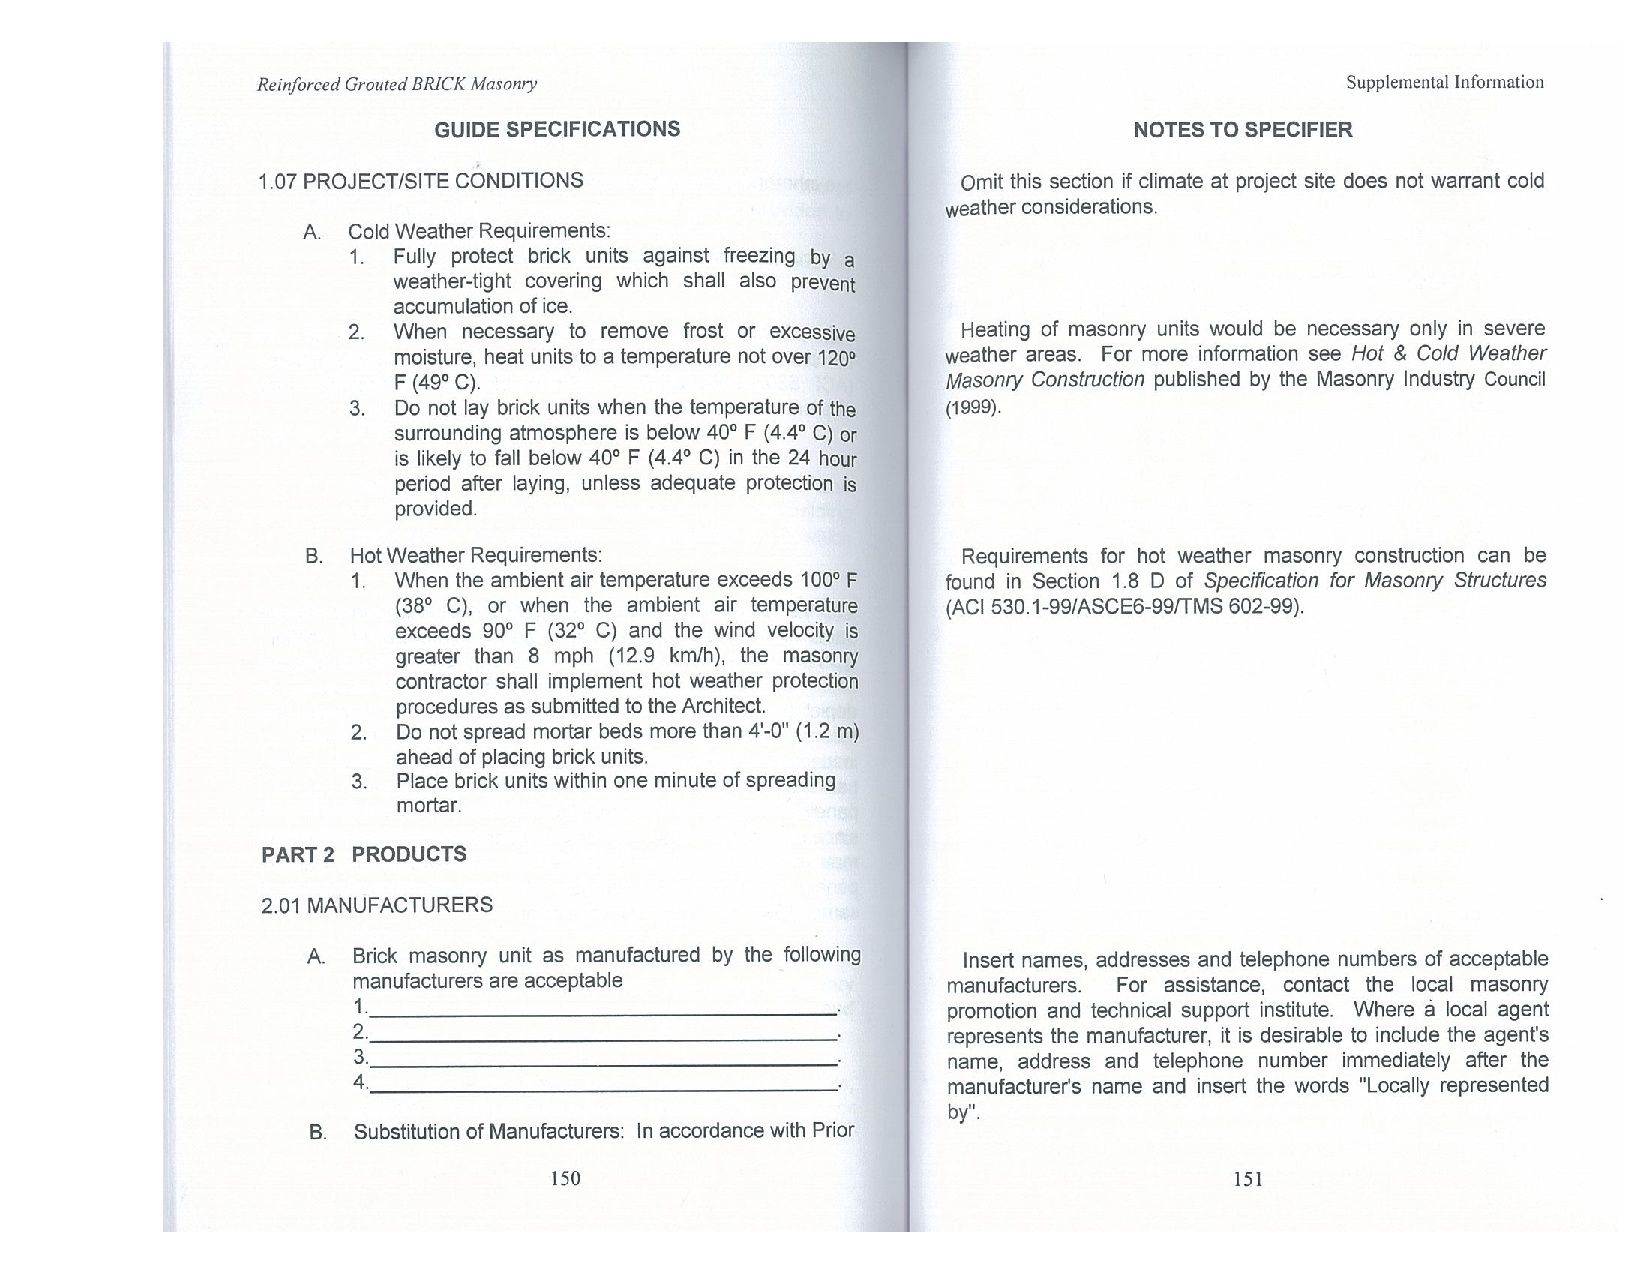 Reinforced Grouted BRICK Masonry
GUIDE SPECIFICATIONS
1.07 PROJECT/SITE CONDITIONS
A. Cold Weather Requirements:
1. Fully protect brick units against freezing by a
weather-tight covering which shall also prevent
accumulation of ice.
2. When necessary to remove frost or excessive
moisture, heat units to a temperature not over 120º
F (49º C).
3. Do not lay brick units when the temperature of the
surrounding atmosphere is below 40º F (4.4º C) or
is likely to fall below 40º F (4.4º C) in the 24 hour
period after laying, unless adequate protection is
provided.
B. Hot Weather Requirements:
1. When the ambient air temperature exceeds 100º F
(38º C), or when the ambient air temperature
exceeds 90º F (32º C) and the wind velocity is
greater than 8 mph (12.9 km/h), the masonry
contractor shall implement hot weather protection
procedures as submitted to the Architect.
2. Do not spread mortar beds more than 4'-0" (1.2 m)
ahead of placing brick units.
3. Place brick units within one minute of spreading
mortar.
PART 2 PRODUCTS
2.01 MANUFACTURERS
A. Brick masonry unit as manufactured by the following
manufacturers are acceptable
1.________________.
2.________________.
3.________________.
4.________________.
B. Substitution of Manufacturers: In accordance with Prior
150
Supplemental Information
NOTES TO SPECIFIER
Omit this section if climate at project site does not warrant cold
weather considerations.
Heating of masonry units would be necessary only in severe
weather areas. For more information see Hot & Cold Weather
Masonry Construction published by the Masonry Industry Council
(1999).
Requirements for hot weather masonry construction can be
found in Section 1.8 D of Specification for Masonry Structures
(ACI 530.1-99/ASCE6-99/TMS 602-99).
Insert names, addresses and telephone numbers of acceptable
manufacturers. For assistance, contact the local masonry
promotion and technical support institute. Where a local agent
represents the manufacturer, it is desirable to include the agent's
name, address and telephone number immediately after the
manufacturer's name and insert the words "Locally represented
by".
151